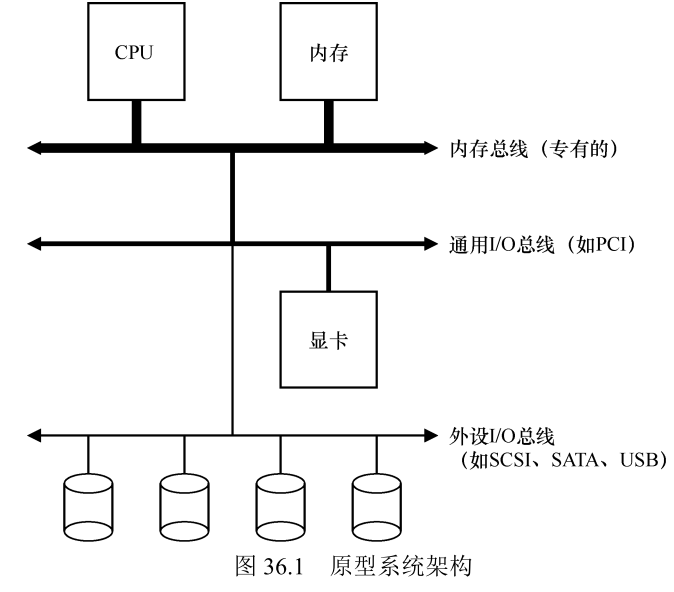 CPU
内存
内存总线（专有的）
通用I/O总线（如PCI）
显卡
外设I/O总线
（如SCSI、SATA、USB）
图 36.1 原型系统架构